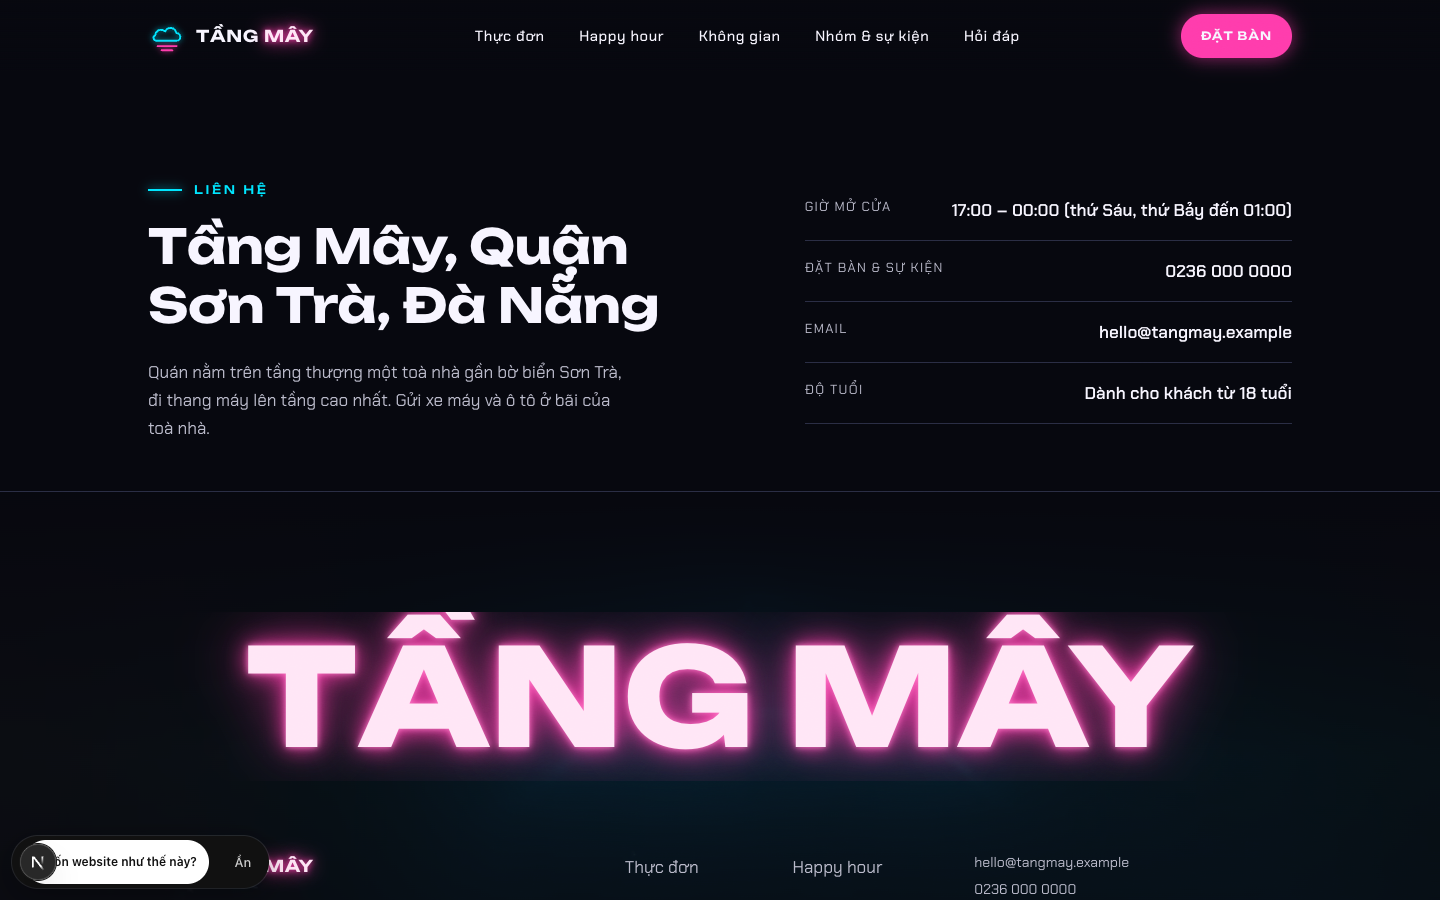 TẦNG MÂY
Thực đơn
Happy hour
Không gian
Nhóm & sự kiện
Hỏi đáp
ĐẶT BÀN
LIÊN HỆ
Tầng Mây, Quận
Sơn Trà, Đà Nẵng
Quán nằm trên tầng thượng một toà nhà gần bờ biển Sơn Trà,
đi thang máy lên tầng cao nhất. Gửi xe máy và ô tô ở bãi của
toà nhà.
GIỜ MỞ CỬA
17:00 – 00:00 (thứ Sáu, thứ Bảy đến 01:00)
ĐẶT BÀN & SỰ KIỆN
0236 000 0000
EMAIL
hello@tangmay.example
ĐỘ TUỔI
Dành cho khách từ 18 tuổi
TẦNG MÂY
website như thế này?
Ẩn
MÂY
Thực đơn
Happy hour
hello@tangmay.example
0236 000 0000